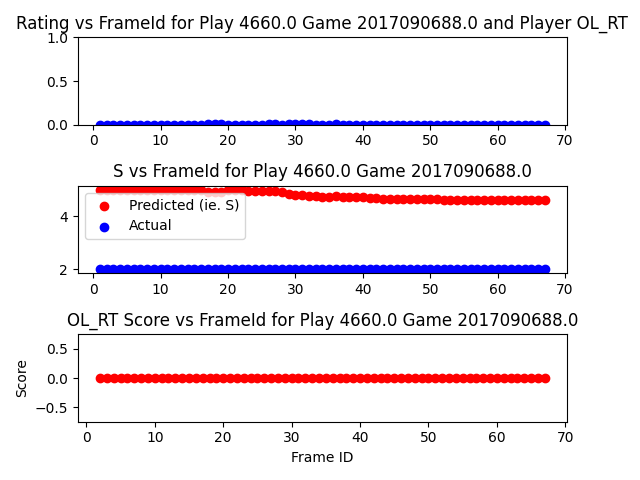 Rating vs FrameId for Play 4660.0 Game 2017090688.0 and Player OL_RT
1.0
0.5
0.0
0 10 20 30 40 50 60 70
S vs FrameId for Play 4660.0 Game 2017090688.0
4
2
Predicted (ie. S)
Actual
0 10 20 30 40 50 60 70
OL_RT Score vs FrameId for Play 4660.0 Game 2017090688.0
Score
0.5
0.0
−0.5
0 10 20 30 40 50 60 70
Frame ID